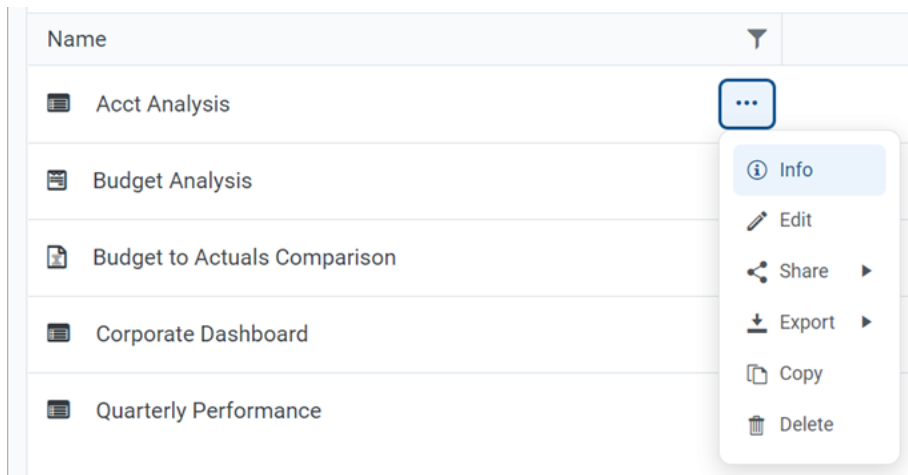 Name
Acct Analysis
Info
Budget Analysis
Edit
Budget to Actuals Comparison
Share
Export
Corporate Dashboard
Copy
Quarterly Performance
Delete